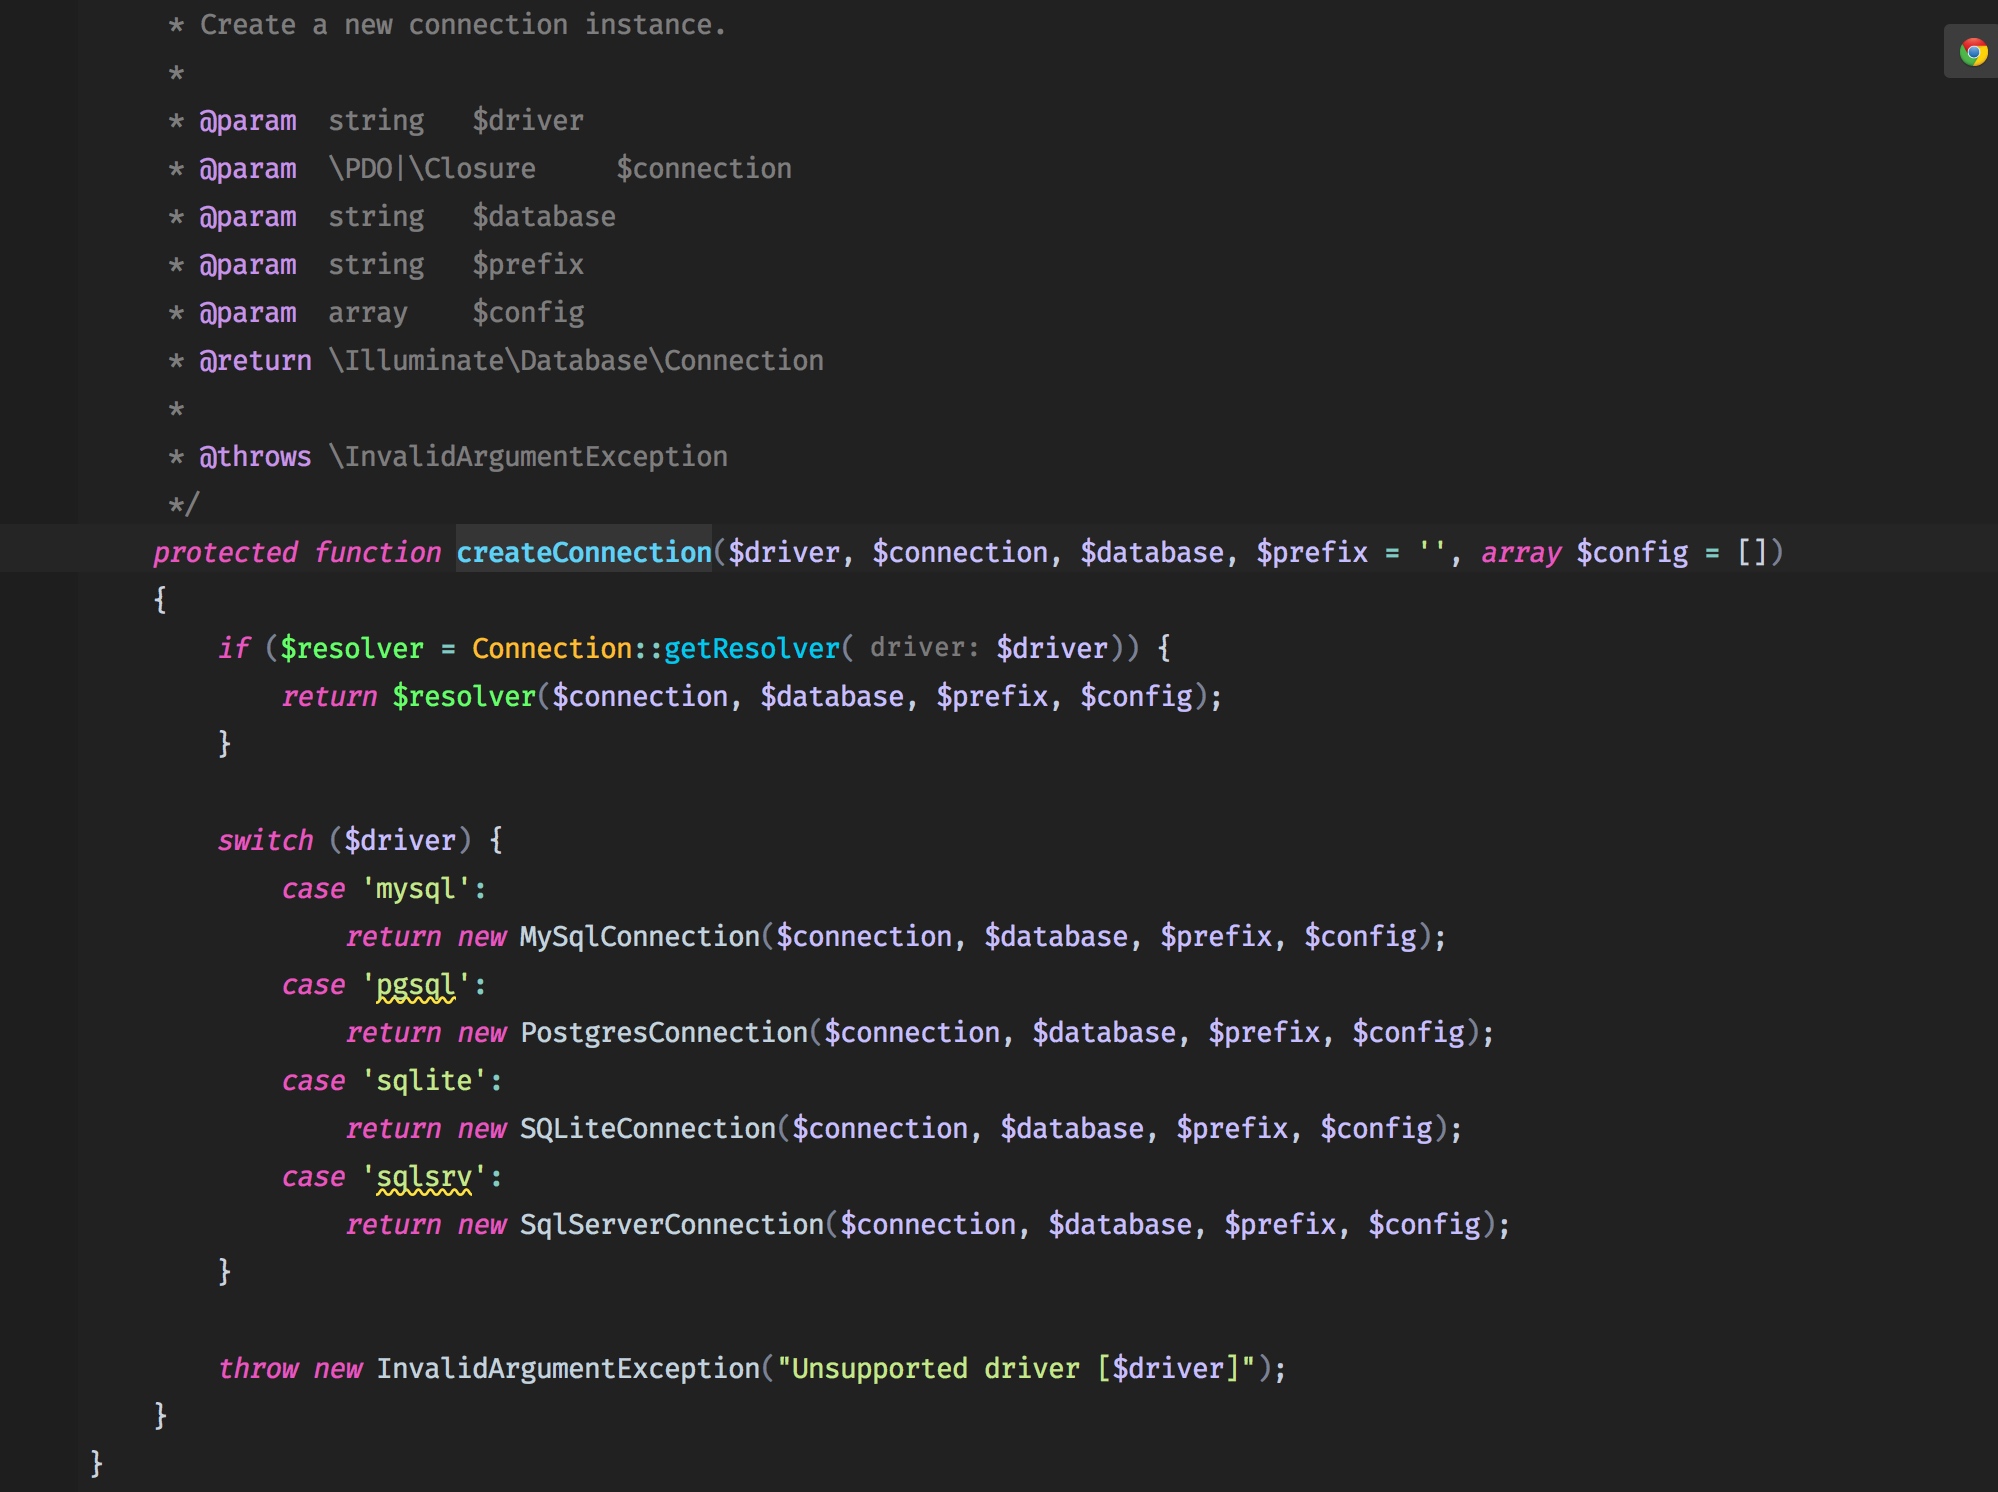 * Create a new connection instance.
*
* @param  string   $driver
* @param  \PDO|\Closure     $connection
* @param  string   $database
* @param  string   $prefix
* @param  array    $config
* @return \Illuminate\Database\Connection
*
* @throws \InvalidArgumentException
*/
protected function createConnection($driver, $connection, $database, $prefix = '', array $config = [])
{
if ($resolver = Connection::getResolver( driver: $driver)) {
return $resolver($connection, $database, $prefix, $config);
}
switch ($driver) {
case 'mysql':
return new MySqlConnection($connection, $database, $prefix, $config);
case 'pgsql':
return new PostgresConnection($connection, $database, $prefix, $config);
case 'sqlite':
return new SQLiteConnection($connection, $database, $prefix, $config);
case 'sqlsrv':
return new SqlServerConnection($connection, $database, $prefix, $config);
}
throw new InvalidArgumentException("Unsupported driver [$driver]");
}
}